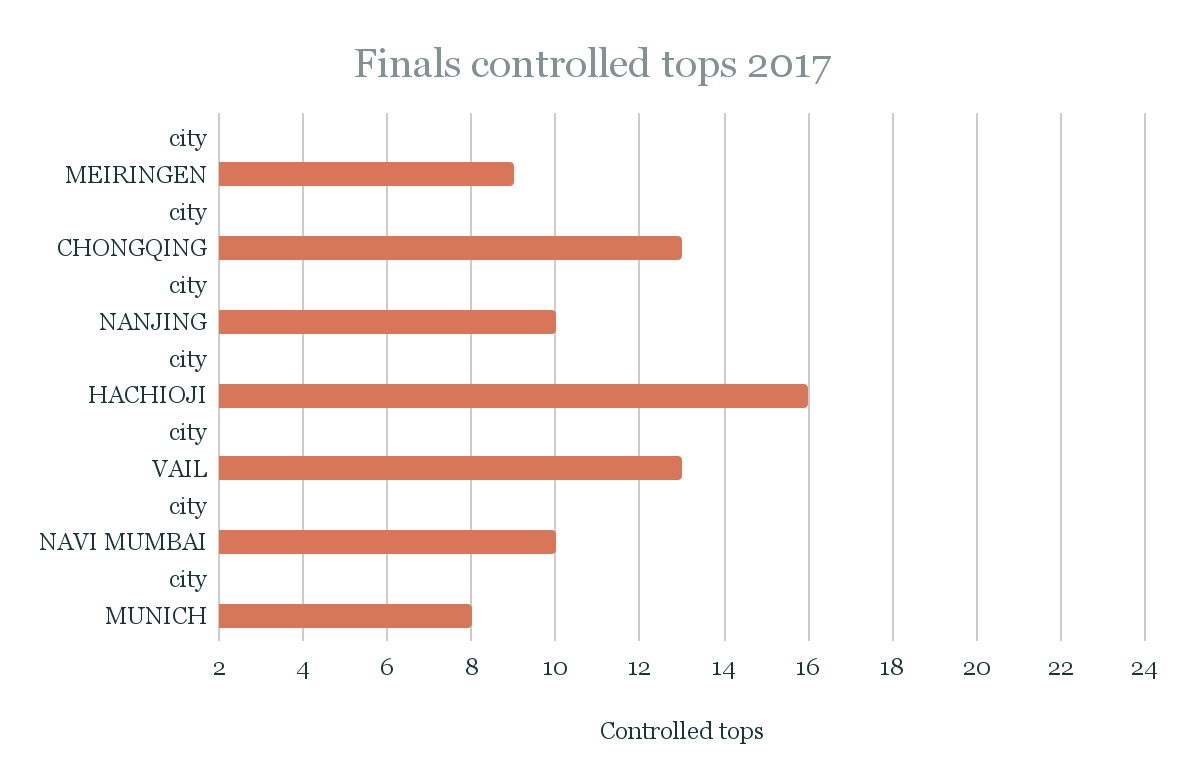 Finals controlled tops 2017
city
MEIRINGEN
city
CHONGQING
city
NANJING
city
HACHIOJI
city
VAIL
city
NAVI MUMBAI
city
MUNICH
2 4 6 8 10 12 14 16 18 20 22 24
Controlled tops